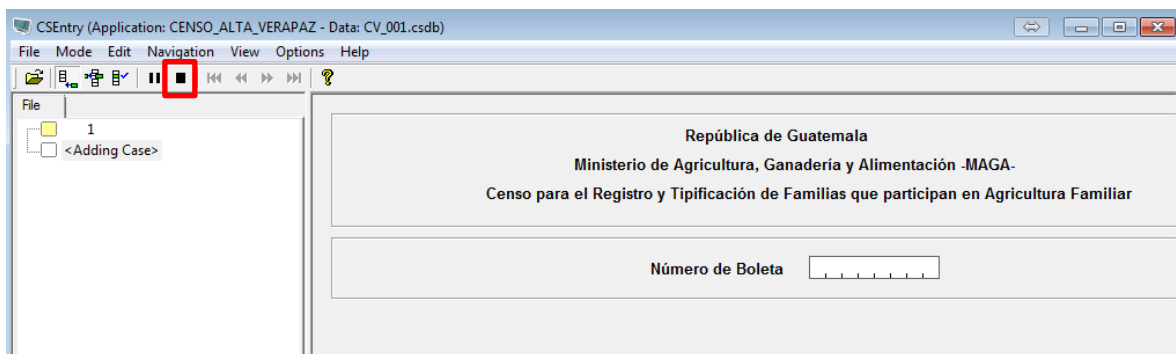 CSEntry (Application: CENSO_ALTA_VERAPAZ - Data: CV_001.csdb)
File Mode Edit Navigation View Options Help
File
1
<Adding Case>
República de Guatemala
Ministerio de Agricultura, Ganadería y Alimentación -MAGA-
Censo para el Registro y Tipificación de Familias que participan en Agricultura Familiar
Número de Boleta